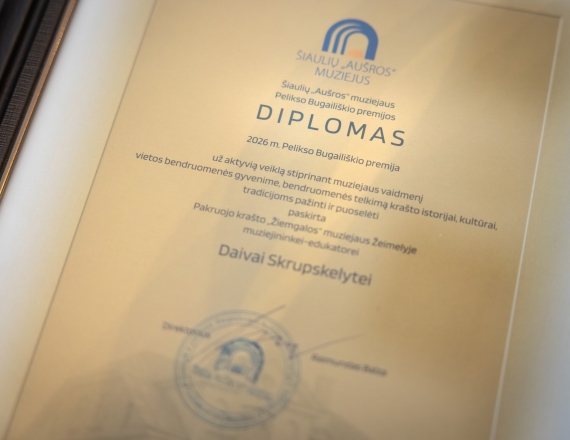 ŠIAULIŲ „AUŠROS“
MUZIEJUS
Šiaulių „Aušros“ muziejaus
Pelikso Bugailiškio premijos
DIPLOMAS
2026 m. Pelikso Bugailiškio premija
už aktyvią veiklą stiprinant muziejaus vaidmenį
vietos bendruomenės gyvenime, bendruomenės telkimą krašto istorijai, kultūrai,
tradicijoms pažinti ir puoselėti
paskirta
Pakruojo krašto „Žiemgalos“ muziejaus Žeimelyje
muziejininkei-edukatorei
Daivai Skrupskelytei
Direktorius
Raimundas Balza